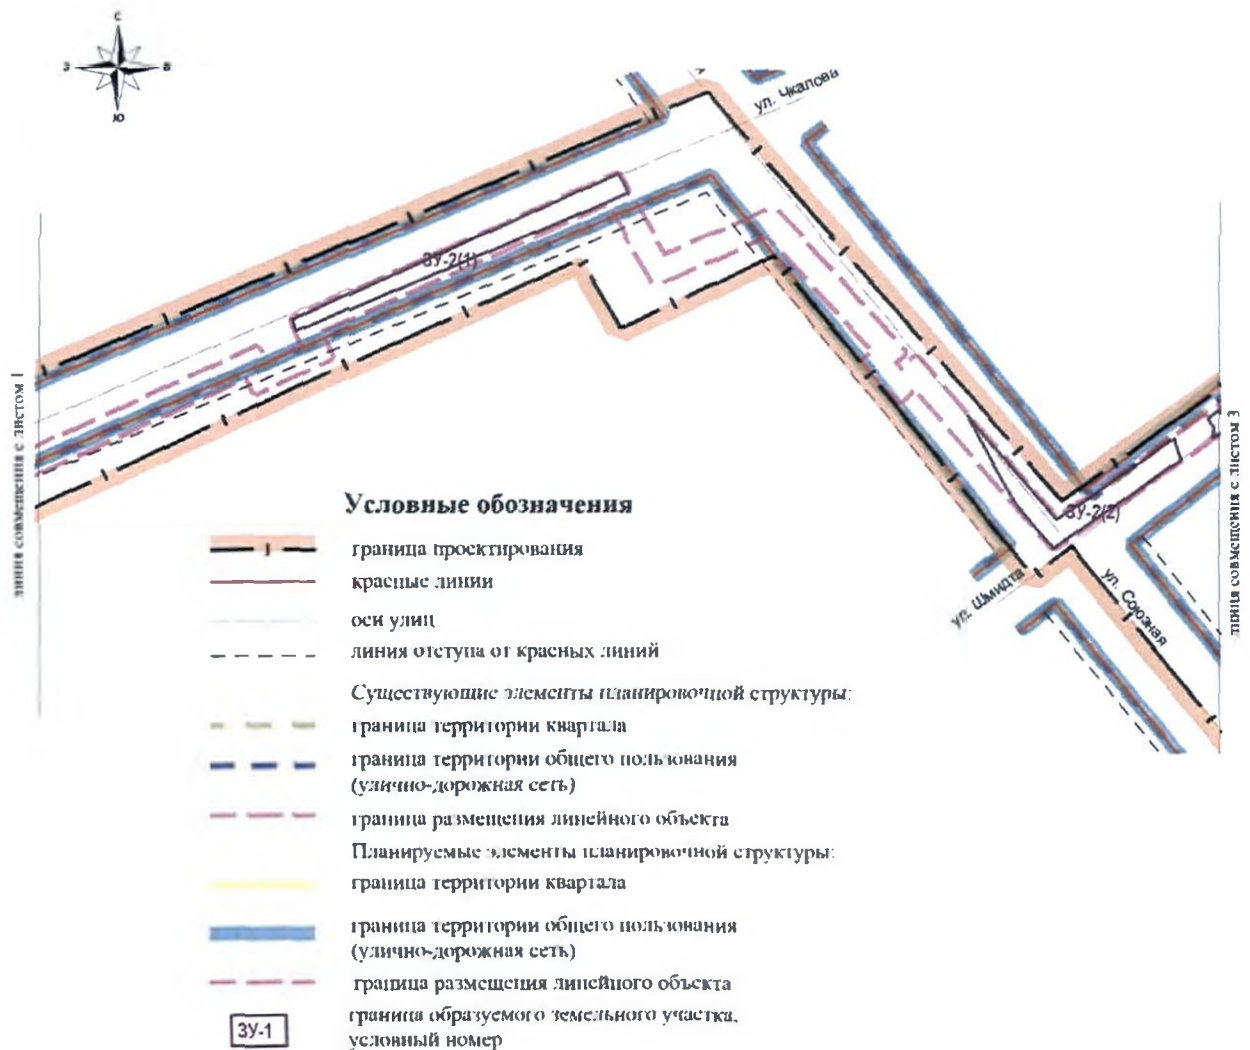 С
З
В
Ю
ул. Чкалова
ЗУ-2(1)
линия совмещения с листом 1
линия совмещения с листом 3
ЗУ-2(2)
ул. Шмидта
ул. Союзная
Условные обозначения
граница проектирования
красные линии
оси улиц
линия отступа от красных линий
Существующие элементы планировочной структуры:
граница территории квартала
граница территории общего пользования
(улично-дорожная сеть)
граница размещения линейного объекта
Планируемые элементы планировочной структуры:
граница территории квартала
граница территории общего пользования
(улично-дорожная сеть)
граница размещения линейного объекта
ЗУ-1
граница образуемого земельного участка,
условный номер